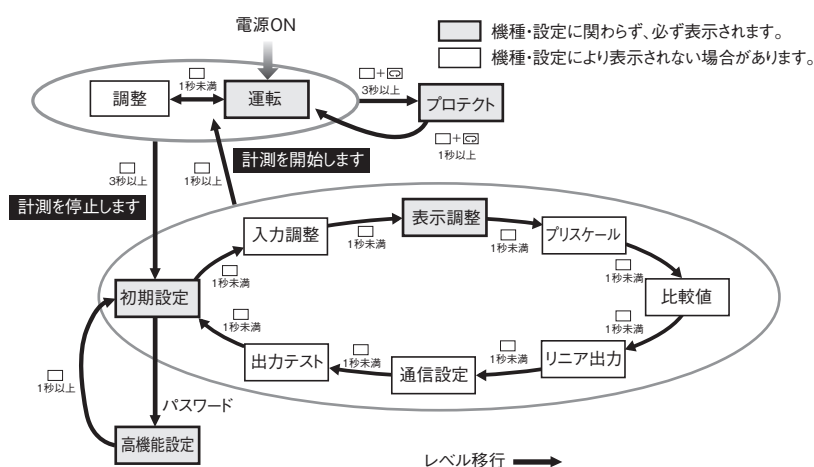 電源ON
機種・設定に関わらず、必ず表示されます。
機種・設定により表示されない場合があります。
調整
1秒未満
運転
+
3秒以上
プロテクト
+
1秒以上
計測を開始します
3秒以上
1秒以上
計測を停止します
入力調整
1秒未満
表示調整
1秒未満
プリスケール
1秒未満
1秒未満
比較値
初期設定
1秒未満
1秒未満
出力テスト
1秒未満
通信設定
1秒未満
リニア出力
1秒以上
パスワード
高機能設定
レベル移行